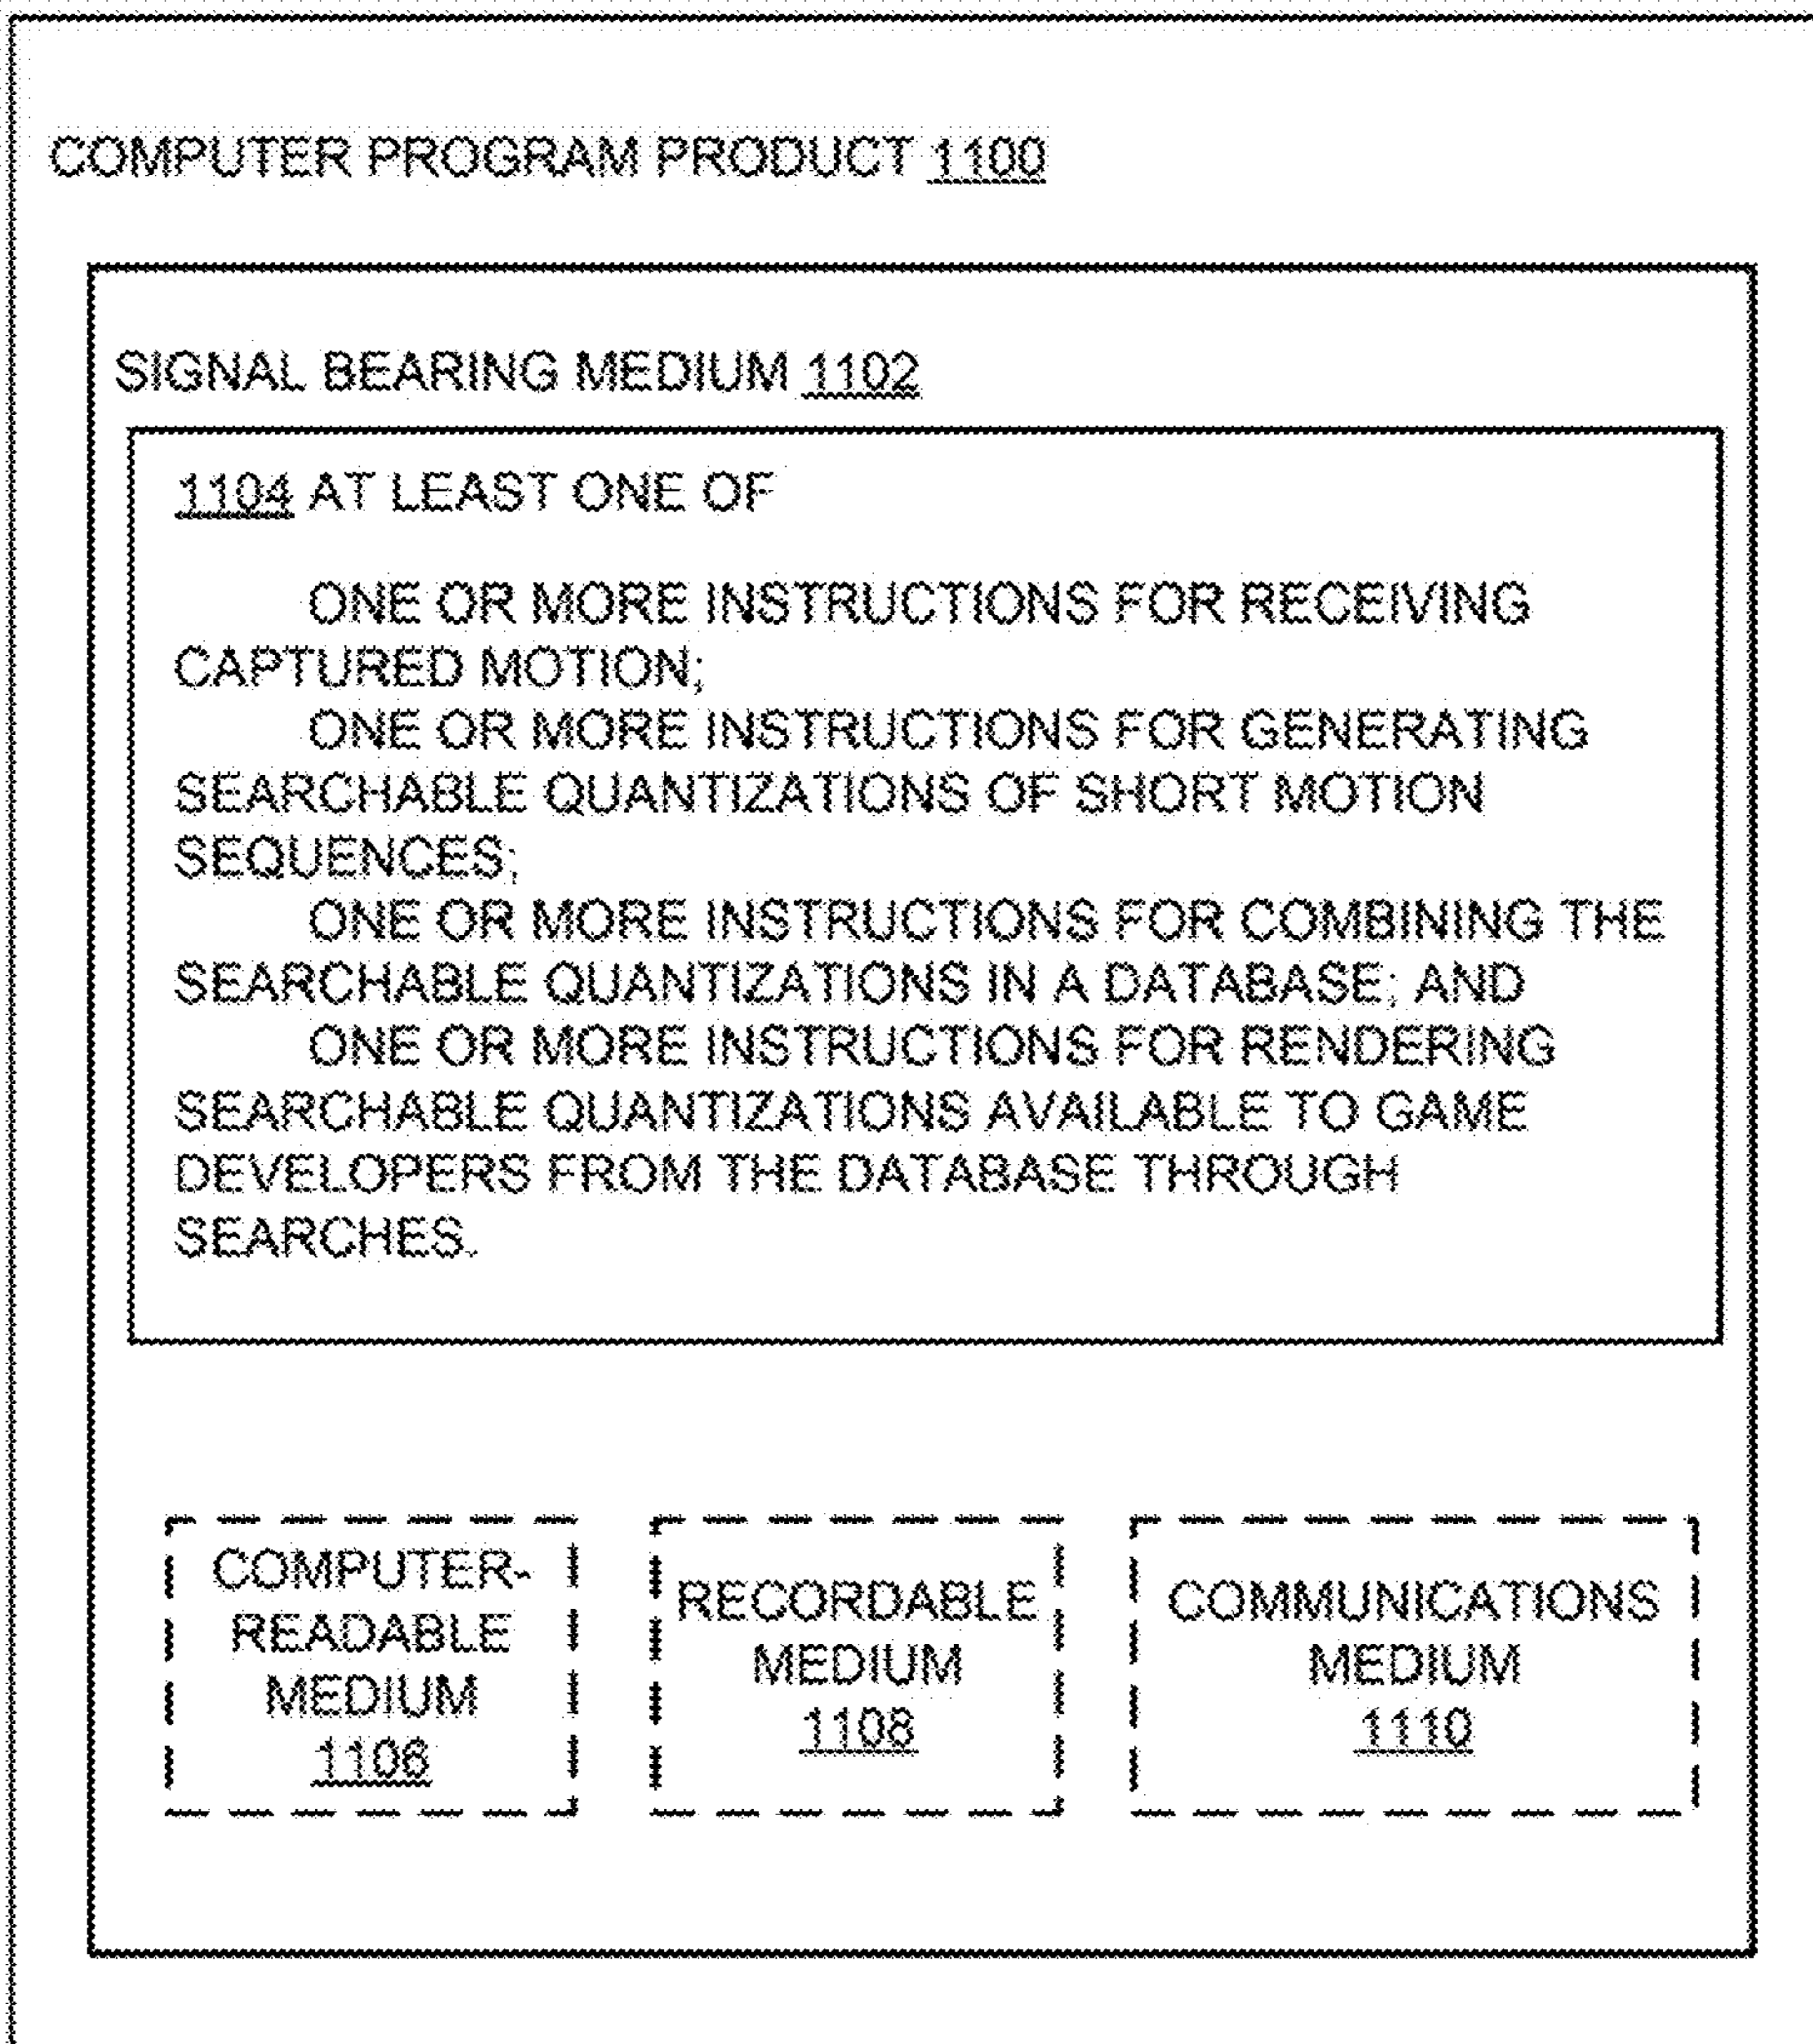 COMPUTER PROGRAM PRODUCT 1100
SIGNAL BEARING MEDIUM 1102
1104 AT LEAST ONE OF
ONE OR MORE INSTRUCTIONS FOR RECEIVING
CAPTURED MOTION;
ONE OR MORE INSTRUCTIONS FOR GENERATING
SEARCHABLE QUANTIZATIONS OF SHORT MOTION
SEQUENCES;
ONE OR MORE INSTRUCTIONS FOR COMBINING THE
SEARCHABLE QUANTIZATIONS IN A DATABASE; AND
ONE OR MORE INSTRUCTIONS FOR RENDERING
SEARCHABLE QUANTIZATIONS AVAILABLE TO GAME
DEVELOPERS FROM THE DATABASE THROUGH
SEARCHES.
COMPUTER-
READABLE
MEDIUM
1106
RECORDABLE
MEDIUM
1108
COMMUNICATIONS
MEDIUM
1110